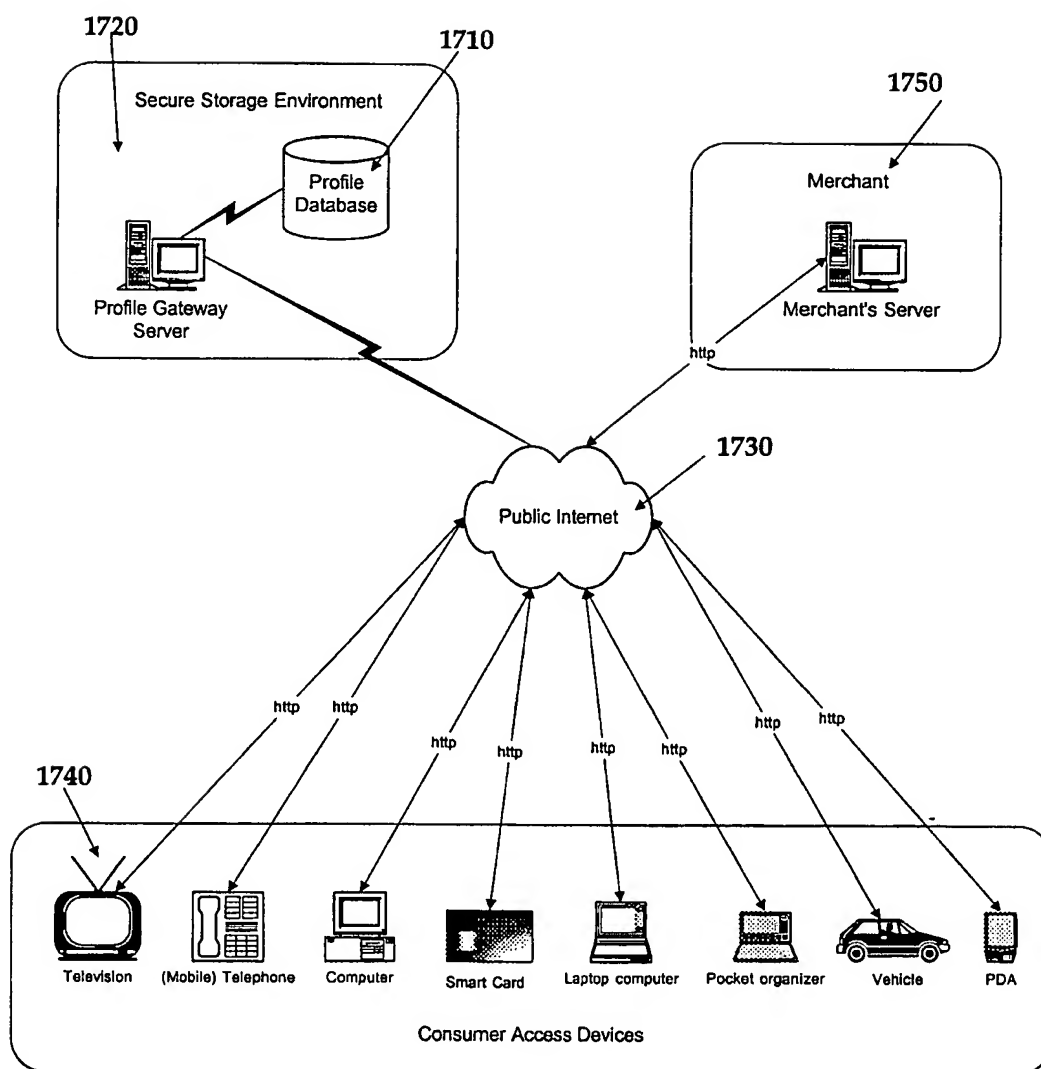 1720
1710
Secure Storage Environment
1750
Profile
Database
Merchant
Profile Gateway
Server
Merchant's Server
http
1730
Public Internet
http
http
http
http
http
http
http
http
1740
Television
(Mobile) Telephone
Computer
Smart Card
Laptop computer
Pocket organizer
Vehicle
PDA
Consumer Access Devices